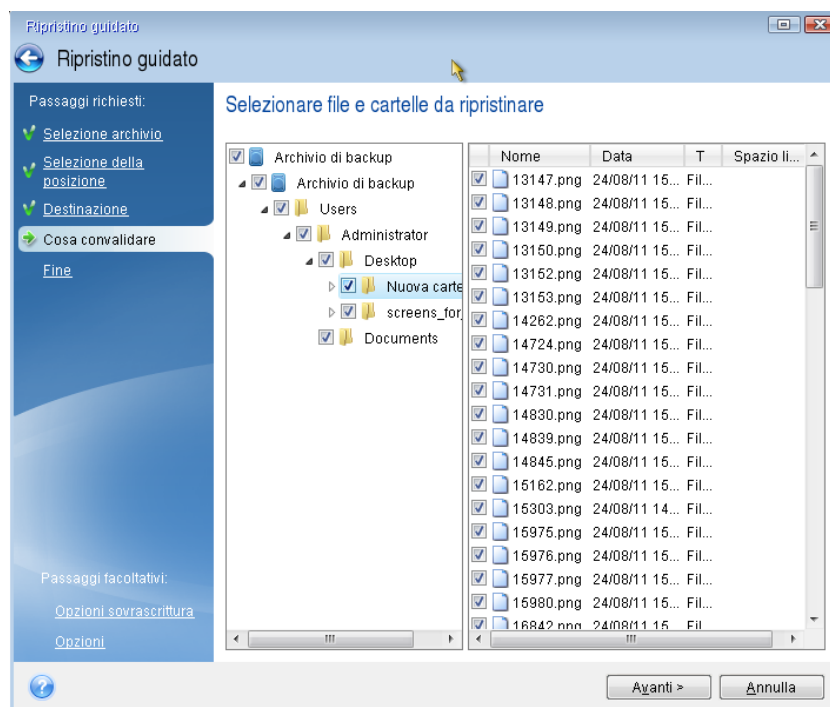 Ripristino guidato
Ripristino guidato
Passaggi richiesti:
Selezione archivio
Selezione della
posizione
Destinazione
Cosa convalidare
Fine
Passaggi facoltativi:
Opzioni sovrascrittura
Opzioni
Selezionare file e cartelle da ripristinare
Archivio di backup
Archivio di backup
Users
Administrator
Desktop
Nuova carte
screens_for_
Documents
Nome Data T Spazio li...
13147.png 24/08/11 15... Fil...
13148.png 24/08/11 15... Fil...
13149.png 24/08/11 15... Fil...
13150.png 24/08/11 15... Fil...
13152.png 24/08/11 15... Fil...
13153.png 24/08/11 15... Fil...
14262.png 24/08/11 15... Fil...
14724.png 24/08/11 15... Fil...
14730.png 24/08/11 15... Fil...
14731.png 24/08/11 15... Fil...
14830.png 24/08/11 15... Fil...
14839.png 24/08/11 15... Fil...
14845.png 24/08/11 15... Fil...
15162.png 24/08/11 15... Fil...
15303.png 24/08/11 14... Fil...
15975.png 24/08/11 15... Fil...
15976.png 24/08/11 15... Fil...
15977.png 24/08/11 15... Fil...
15980.png 24/08/11 15... Fil...
16842.png 24/08/11 15 Fil
Avanti >
Annulla